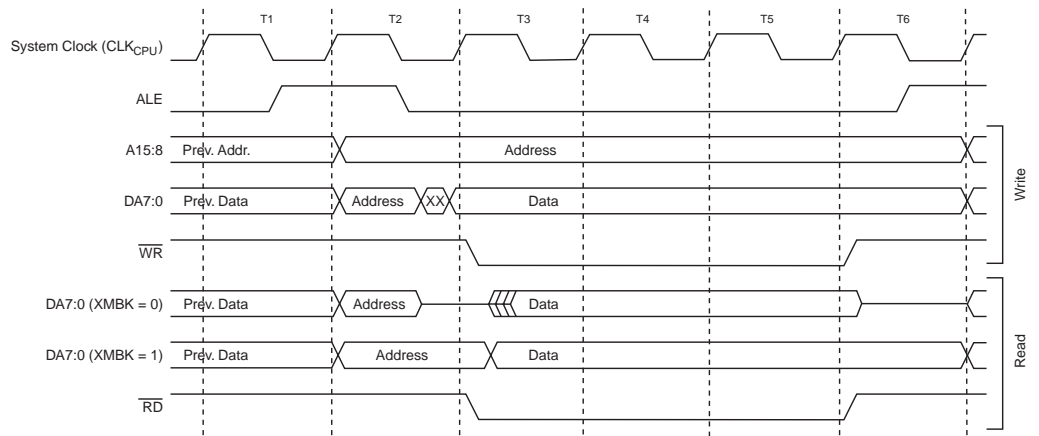 T1 T2 T3 T4 T5 T6
System Clock (CLKCPU)
ALE
A15:8 Prev. Addr. Address
DA7:0 Prev. Data Address XX Data
WR
Write
DA7:0 (XMBK = 0) Prev. Data Address Data
DA7:0 (XMBK = 1) Prev. Data Address Data
RD
Read